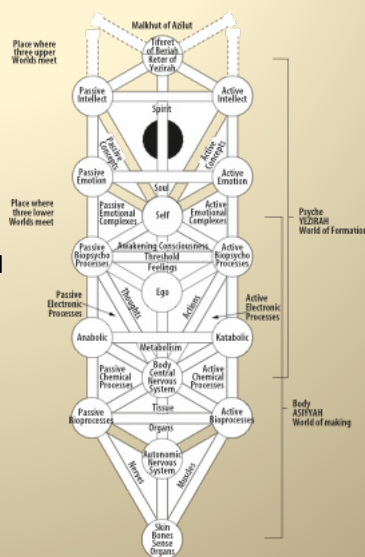 Malkhut of Azilut
Place where
three upper
Worlds meet
Tiferet
of Beriah
Keter of
Yezirah
Passive
Intellect
Active
Intellect
Spirit
Passive
Concepts
Active
Concepts
Passive
Emotion
Active
Emotion
Soul
Place where
three lower
Worlds meet
Passive
Emotional
Complexes
Self
Active
Emotional
Complexes
Psyche
YEZIRAH
World of Formation
Passive
Biopsycho
Processes
Awakening Consciousness
Threshold
Feelings
Active
Biopsycho
Processes
Ego
Passive
Electronic
Processes
Thoughts
Actions
Active
Electronic
Processes
Anabolic
Katabolic
Metabolism
Passive
Chemical
Processes
Body
Central
Nervous
System
Active
Chemical
Processes
Body
ASIYYAH
World of making
Passive
Bioprocesses
Tissue
Organs
Active
Bioprocesses
Autonomic
Nervous
System
Nerves
Muscles
Skin
Bones
Sense
Organs